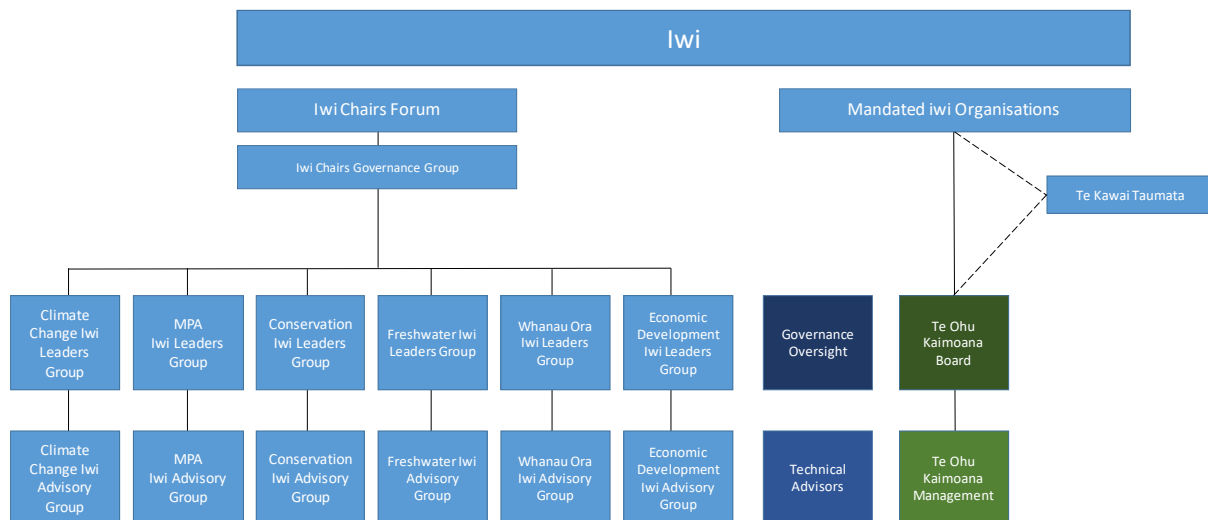 Iwi
Iwi Chairs Forum
Mandated iwi Organisations
Iwi Chairs Governance Group
Te Kawai Taumata
Climate
Change Iwi
Leaders
Group
MPA
Iwi Leaders
Group
Conservation
Iwi Leaders
Group
Freshwater Iwi
Leaders Group
Whanau Ora
Iwi Leaders
Group
Economic
Development
Iwi Leaders
Group
Governance
Oversight
Te Ohu
Kaimoana
Board
Climate
Change Iwi
Advisory
Group
MPA
Iwi Advisory
Group
Conservation
Iwi Advisory
Group
Freshwater Iwi
Advisory
Group
Whanau Ora
Iwi Advisory
Group
Economic
Development
Iwi Advisory
Group
Technical
Advisors
Te Ohu
Kaimoana
Management